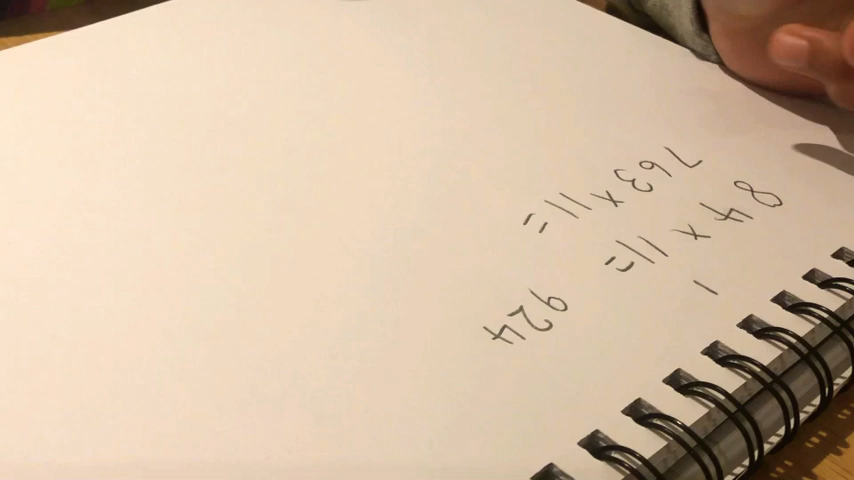 1
84 x 11 = 924
763 x 11 =